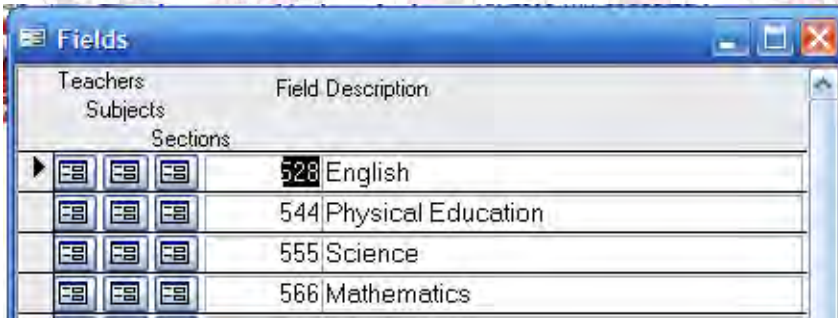 Fields
Teachers
Subjects
Sections
Field Description
528 English
544 Physical Education
555 Science
566 Mathematics